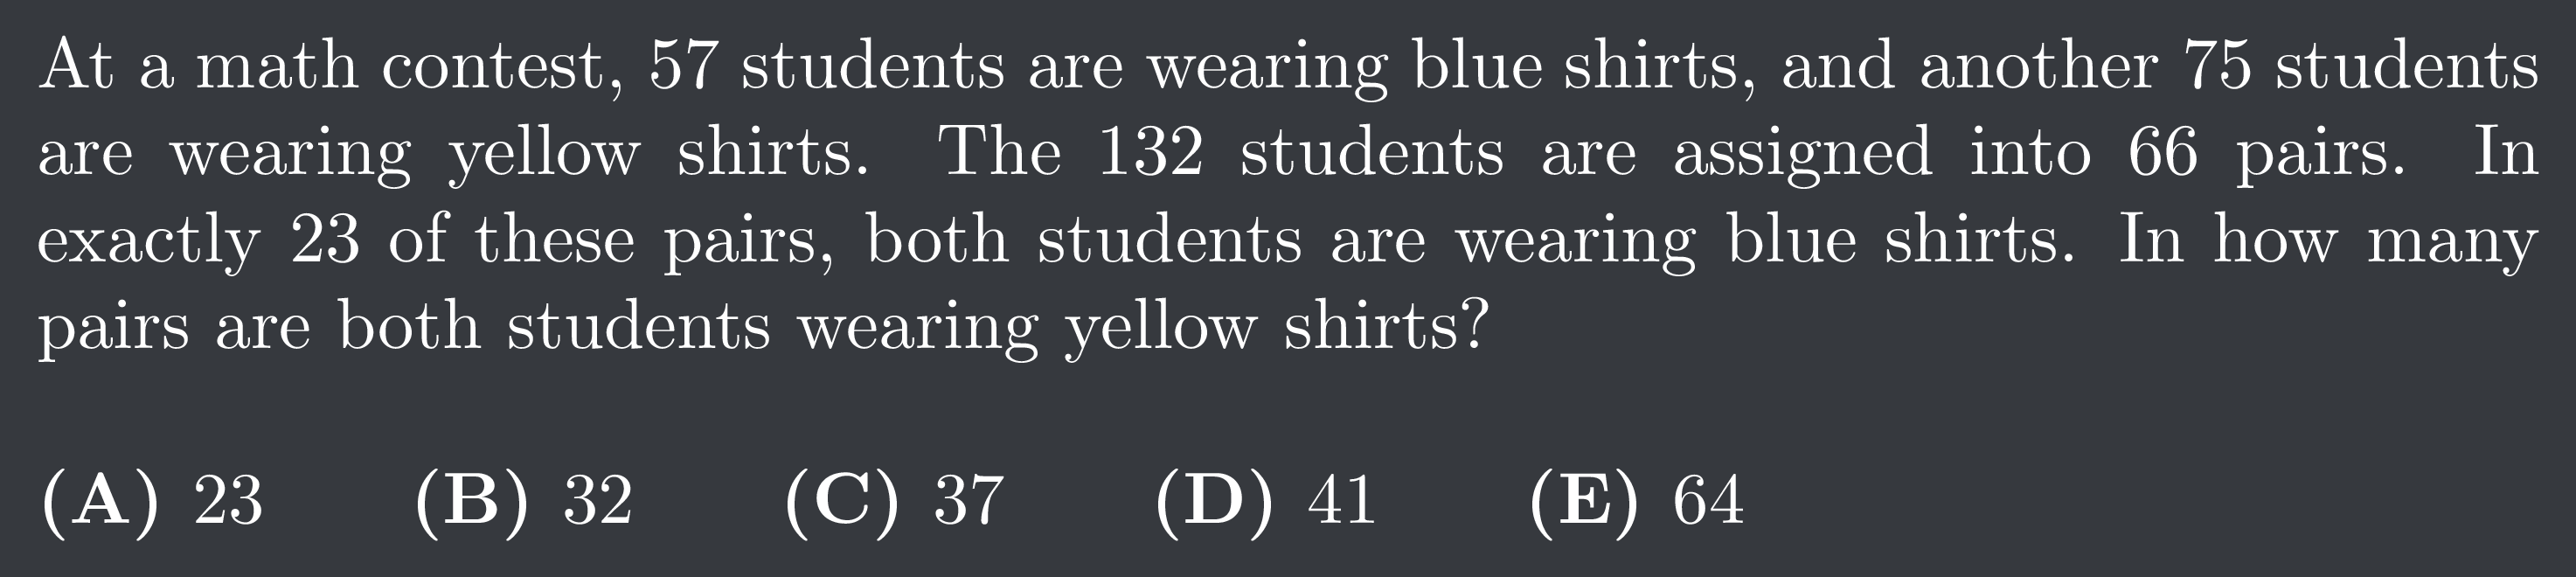 At a math contest, 57 students are wearing blue shirts, and another 75 students
are wearing yellow shirts. The 132 students are assigned into 66 pairs. In
exactly 23 of these pairs, both students are wearing blue shirts. In how many
pairs are both students wearing yellow shirts?
(A) 23 (B) 32 (C) 37 (D) 41 (E) 64